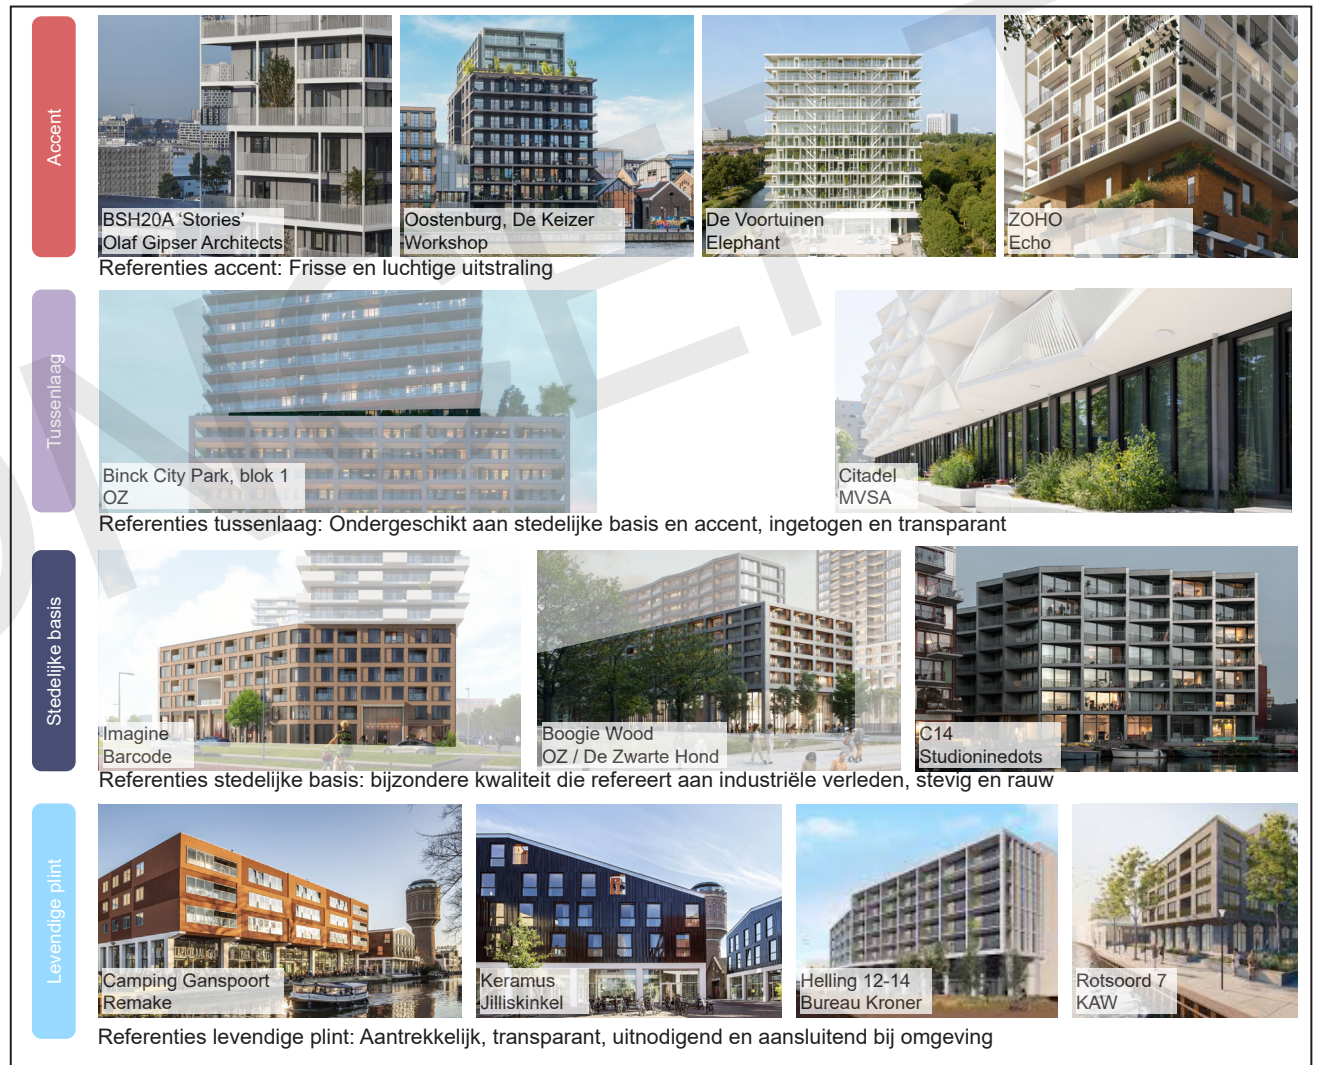 Accent
BSH20A ‘Stories’
Olaf Gipser Architects
Oostenburg, De Keizer
Workshop
De Voortuinen
Elephant
ZOHO
Echo
Referenties accent: Frisse en luchtige uitstraling
Tussenlaag
Binck City Park, blok 1
OZ
Citadel
MVSA
Referenties tussenlaag: Ondergeschikt aan stedelijke basis en accent, ingetogen en transparant
Stedelijke basis
Imagine
Barcode
Boogie Wood
OZ / De Zwarte Hond
C14
Studioninedots
Referenties stedelijke basis: bijzondere kwaliteit die refereert aan industriële verleden, stevig en rauw
Levendige plint
Camping Ganspoort
Remake
Keramus
Jilliskinkel
Helling 12-14
Bureau Kroner
Rotsoord 7
KAW
Referenties levendige plint: Aantrekkelijk, transparant, uitnodigend en aansluitend bij omgeving